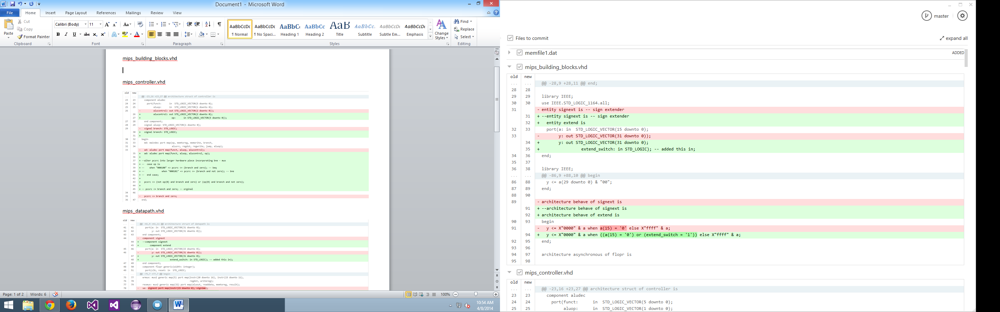 Document1 - Microsoft Word
File Home Insert Page Layout References Mailings Review View
Paste
Cut
Copy
Format Painter
Clipboard
Calibri (Body) 11
Font
Paragraph
AaBbCcDc AaBbCcDc AaBbCc AaBbCc AaB AaBbCc. AaBbCcDc AaBbCcDc
¶ Normal ¶ No Spaci... Heading 1 Heading 2 Title Subtitle Subtle Em... Emphasis
Change Styles
Styles
Find
Replace
Select
Editing
mips_building_blocks.vhd
mips_controller.vhd
old new
... ... @@ -23,16 +23,27 @@ architecture struct of controller is
23 23 component aludec
24 24 port(funct: in STD_LOGIC_VECTOR(5 downto 0);
25 25 aluop: in STD_LOGIC_VECTOR(1 downto 0);
26 - alucontrol: out STD_LOGIC_VECTOR(2 downto 0));
26 + alucontrol: out STD_LOGIC_VECTOR(2 downto 0);
27 + op: in STD_LOGIC_VECTOR(5 downto 0));
27 28 end component;
28 29 signal aluop: STD_LOGIC_VECTOR(1 downto 0);
29 - signal branch: STD_LOGIC;
30 + signal branch: STD_LOGIC;
31 +
30 32 begin
31 33 md: maindec port map(op, memtoreg, memwrite, branch,
32 34 alusrc, regdst, regwrite, jump, aluop);
33 - ad: aludec port map(funct, aluop, alucontrol);
35 + ad: aludec port map(funct, aluop, alucontrol, op);
36 +
37 + --alter pcsrc into larger hardware piece incorporating bne - mux
38 + -- case op is
39 + -- when "000100" => pcsrc <= (branch and zero); -- beq
40 + -- when "000101" => pcsrc <= (branch and not zero); -- bne
41 + -- end case;
42 +
43 + pcsrc <= (not op(0) and branch and zero) or (op(0) and branch and not zero);
44 +
45 + -- pcsrc <= branch and zero; -- orginal
34 46
35 - pcsrc <= branch and zero;
36 47 end;
mips_datapath.vhd
old new
... ... @@ -41,9 +41,11 @@ architecture struct of datapath is
41 41 port(a: in STD_LOGIC_VECTOR(31 downto 0);
42 42 y: out STD_LOGIC_VECTOR(31 downto 0));
43 43 end component;
44 - component signext
44 + --component signext
45 + component extend
45 46 port(a: in STD_LOGIC_VECTOR(15 downto 0);
46 - y: out STD_LOGIC_VECTOR(31 downto 0));
47 + y: out STD_LOGIC_VECTOR(31 downto 0);
48 + extend_switch: in STD_LOGIC); -- added this in);
47 49 end component;
48 50 component flopr generic(width: integer);
49 51 port(clk, reset: in STD_LOGIC;
... ... @@ -75,7 +77,7 @@ begin
75 77 wrmux: mux2 generic map(5) port map(instr(20 downto 16), instr(15 downto 11),
76 78 regdst, writereg);
77 79 resmux: mux2 generic map(32) port map(aluout, readdata, memtoreg, result);
78 - se: signext port map(instr(15 downto 0), signimm);
Page: 1 of 2 Words: 6 100%
10:54 AM
4/8/2014
master
Files to commit expand all
memfile1.dat ADDED
mips_building_blocks.vhd
old new
... ... @@ -28,9 +28,11 @@ end;
28 28
29 29 library IEEE;
30 30 use IEEE.STD_LOGIC_1164.all;
31 - entity signext is -- sign extender
31 + --entity signext is -- sign extender
32 + entity extend is
32 33 port(a: in STD_LOGIC_VECTOR(15 downto 0);
33 - y: out STD_LOGIC_VECTOR(31 downto 0));
34 + y: out STD_LOGIC_VECTOR(31 downto 0);
35 + extend_switch: in STD_LOGIC); -- added this in;
34 36 end;
35 37
36 38 library IEEE;
... ... @@ -86,9 +88,10 @@ begin
86 88 y <= a(29 downto 0) & "00";
87 89 end;
88 90
89 - architecture behave of signext is
91 + --architecture behave of signext is
92 + architecture behave of extend is
90 93 begin
91 - y <= X"0000" & a when a(15) = '0' else X"ffff" & a;
94 + y <= X"0000" & a when ((a(15) = '0') or (extend_switch = '1')) else X"ffff" & a;
92 95 end;
93 96
94 97 architecture asynchronous of flopr is
95 98
mips_controller.vhd
old new
... ... @@ -23,16 +23,27 @@ architecture struct of controller is
23 23 component aludec
24 24 port(funct: in STD_LOGIC_VECTOR(5 downto 0);
25 25 aluop: in STD_LOGIC_VECTOR(1 downto 0);